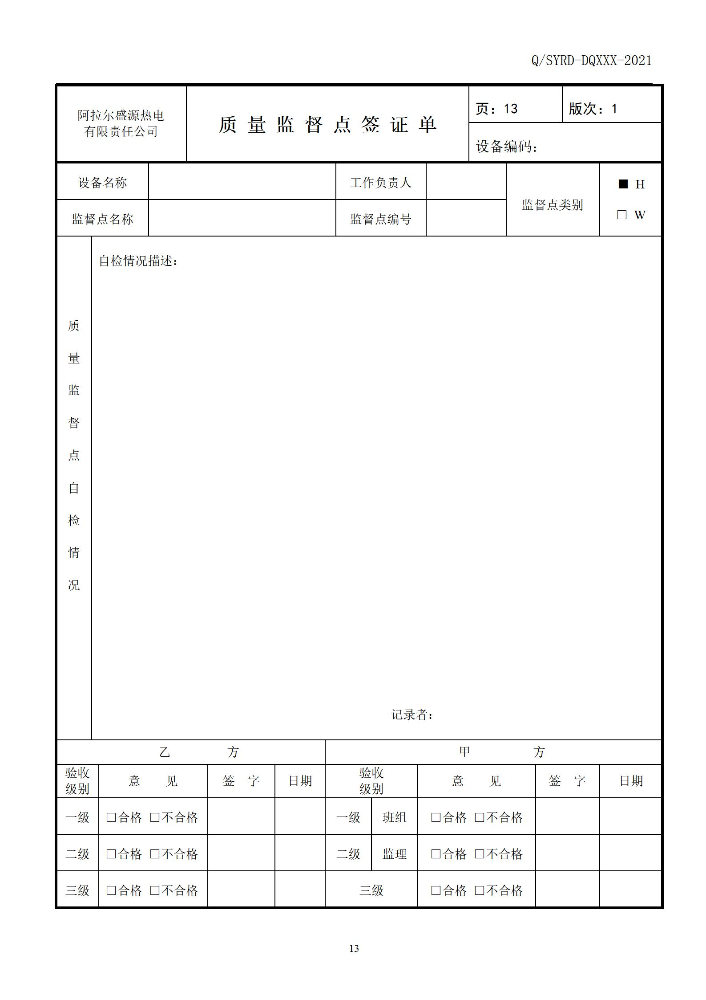 Q/SYRD-DQXXX-2021
阿拉尔盛源热电
有限责任公司
质量监督点签证单
页：13
版次：1
设备编码：
设备名称
工作负责人
监督点类别
■ H
监督点名称
监督点编号
□ W
质量监督点自检情况
自检情况描述：
记录者：
乙 方
甲 方
验收
级别
意 见
签 字
日期
验收
级别
意 见
签 字
日期
一级
□合格 □不合格
一级
班组
□合格 □不合格
二级
□合格 □不合格
二级
监理
□合格 □不合格
三级
□合格 □不合格
三级
□合格 □不合格
13